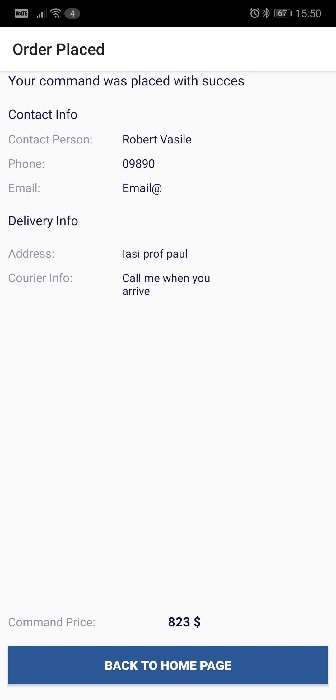 4
67
15:50
Order Placed
Your command was placed with succes
Contact Info
Contact Person: Robert Vasile
Phone: 09890
Email: Email@
Delivery Info
Address: Iasi prof paul
Courier Info: Call me when you
arrive
Command Price: 823 $
BACK TO HOME PAGE